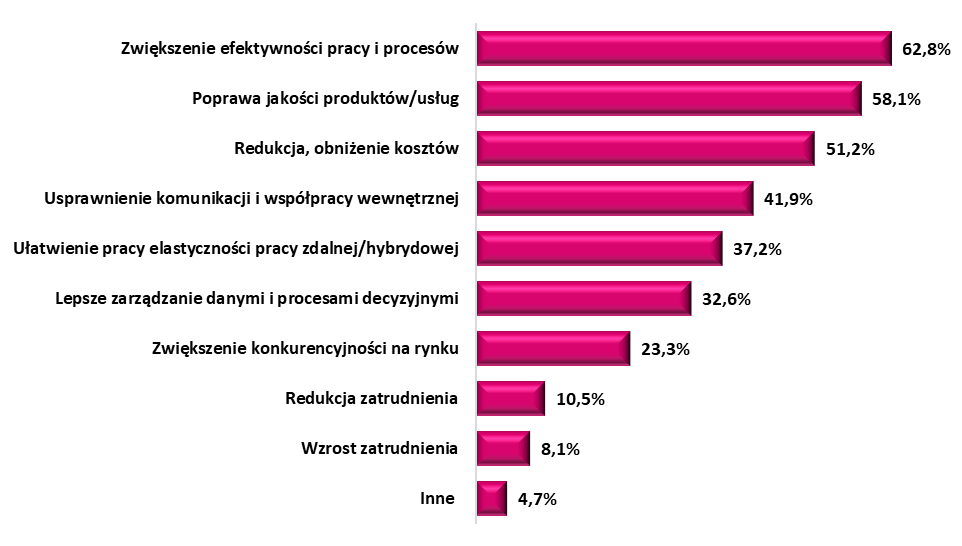 Zwiększenie efektywności pracy i procesów 62,8%
Poprawa jakości produktów/usług 58,1%
Redukcja, obniżenie kosztów 51,2%
Usprawnienie komunikacji i współpracy wewnętrznej 41,9%
Ułatwienie pracy elastyczności pracy zdalnej/hybrydowej 37,2%
Lepsze zarządzanie danymi i procesami decyzyjnymi 32,6%
Zwiększenie konkurencyjności na rynku 23,3%
Redukcja zatrudnienia 10,5%
Wzrost zatrudnienia 8,1%
Inne 4,7%